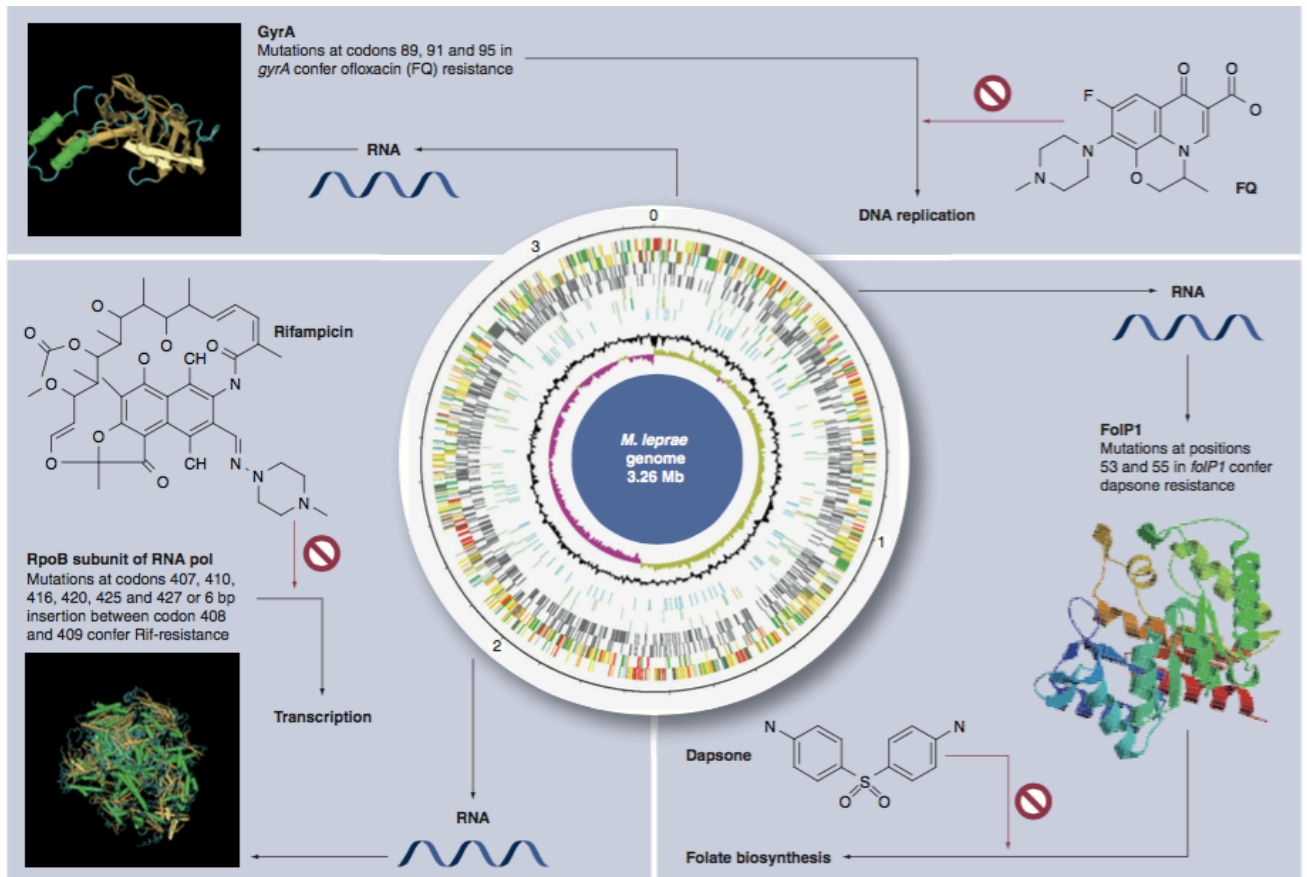 GyrA
Mutations at codons 89, 91 and 95 in
gyrA confer ofloxacin (FQ) resistance
RNA
F
O
O
O
N
N
N
O
FQ
DNA replication
0
3
1
2
M. leprae
genome
3.26 Mb
Rifampicin
O
O
O
O
O
O
O
CH
O
N
O
O
O
CH
N
N
N
RpoB subunit of RNA pol
Mutations at codons 407, 410,
416, 420, 425 and 427 or 6 bp
insertion between codon 408
and 409 confer Rif-resistance
Transcription
RNA
RNA
FolP1
Mutations at positions
53 and 55 in folP1 confer
dapsone resistance
Dapsone
N
N
S
O
O
Folate biosynthesis